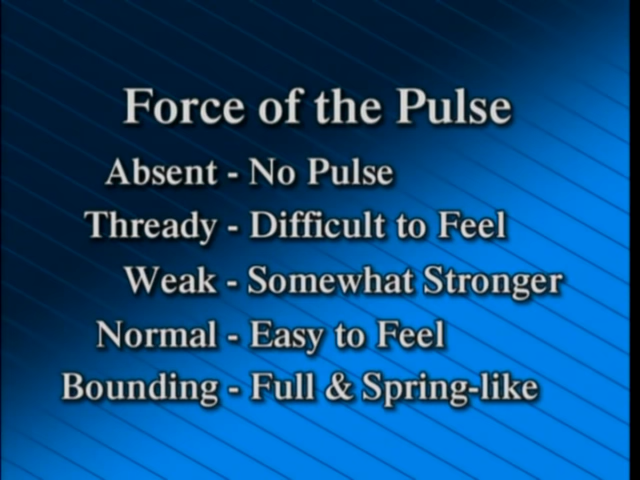 Force of the Pulse
Absent - No Pulse
Thready - Difficult to Feel
Weak - Somewhat Stronger
Normal - Easy to Feel
Bounding - Full & Spring-like